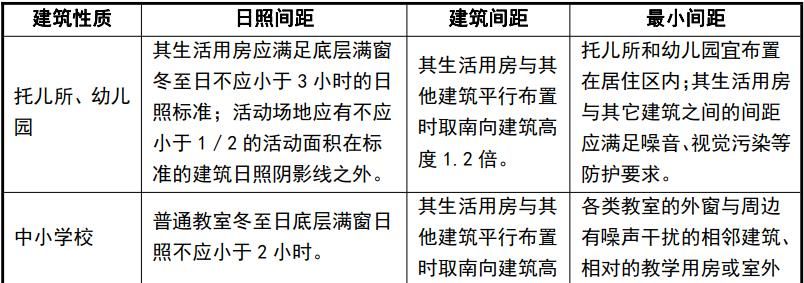 建筑性质 日照间距 建筑间距 最小间距
托儿所、幼儿
园
其生活用房应满足底层满窗
冬至日不应小于3小时的日
照标准；活动场地应有不应
小于1/2的活动面积在标
准的建筑日照阴影线之外。
其生活用房与其
他建筑平行布置
时取南向建筑高
度1.2倍。
托儿所和幼儿园宜布置
在居住区内;其生活用房
与其它建筑之间的间距
应满足噪音、视觉污染等
防护要求。
中小学校
普通教室冬至日底层满窗日
照不应小于2小时。
其生活用房与其
他建筑平行布置
时取南向建筑高
各类教室的外窗与周边
有噪声干扰的相邻建筑、
相对的教学用房或室外